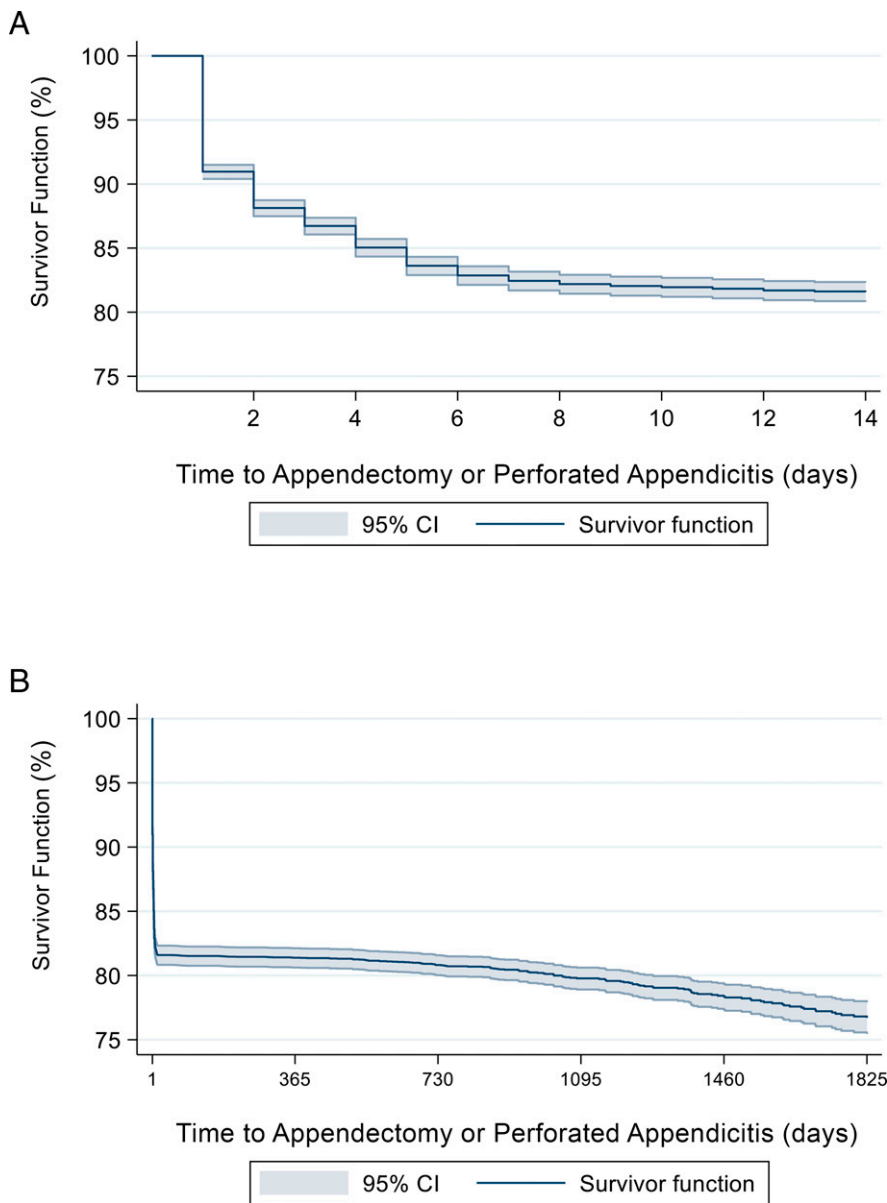 A
Survivor Function (%)
100
95
90
85
80
75
2 4 6 8 10 12 14
Time to Appendectomy or Perforated Appendicitis (days)
95% CI Survivor function
B
Survivor Function (%)
100
95
90
85
80
75
1 365 730 1095 1460 1825
Time to Appendectomy or Perforated Appendicitis (days)
95% CI Survivor function